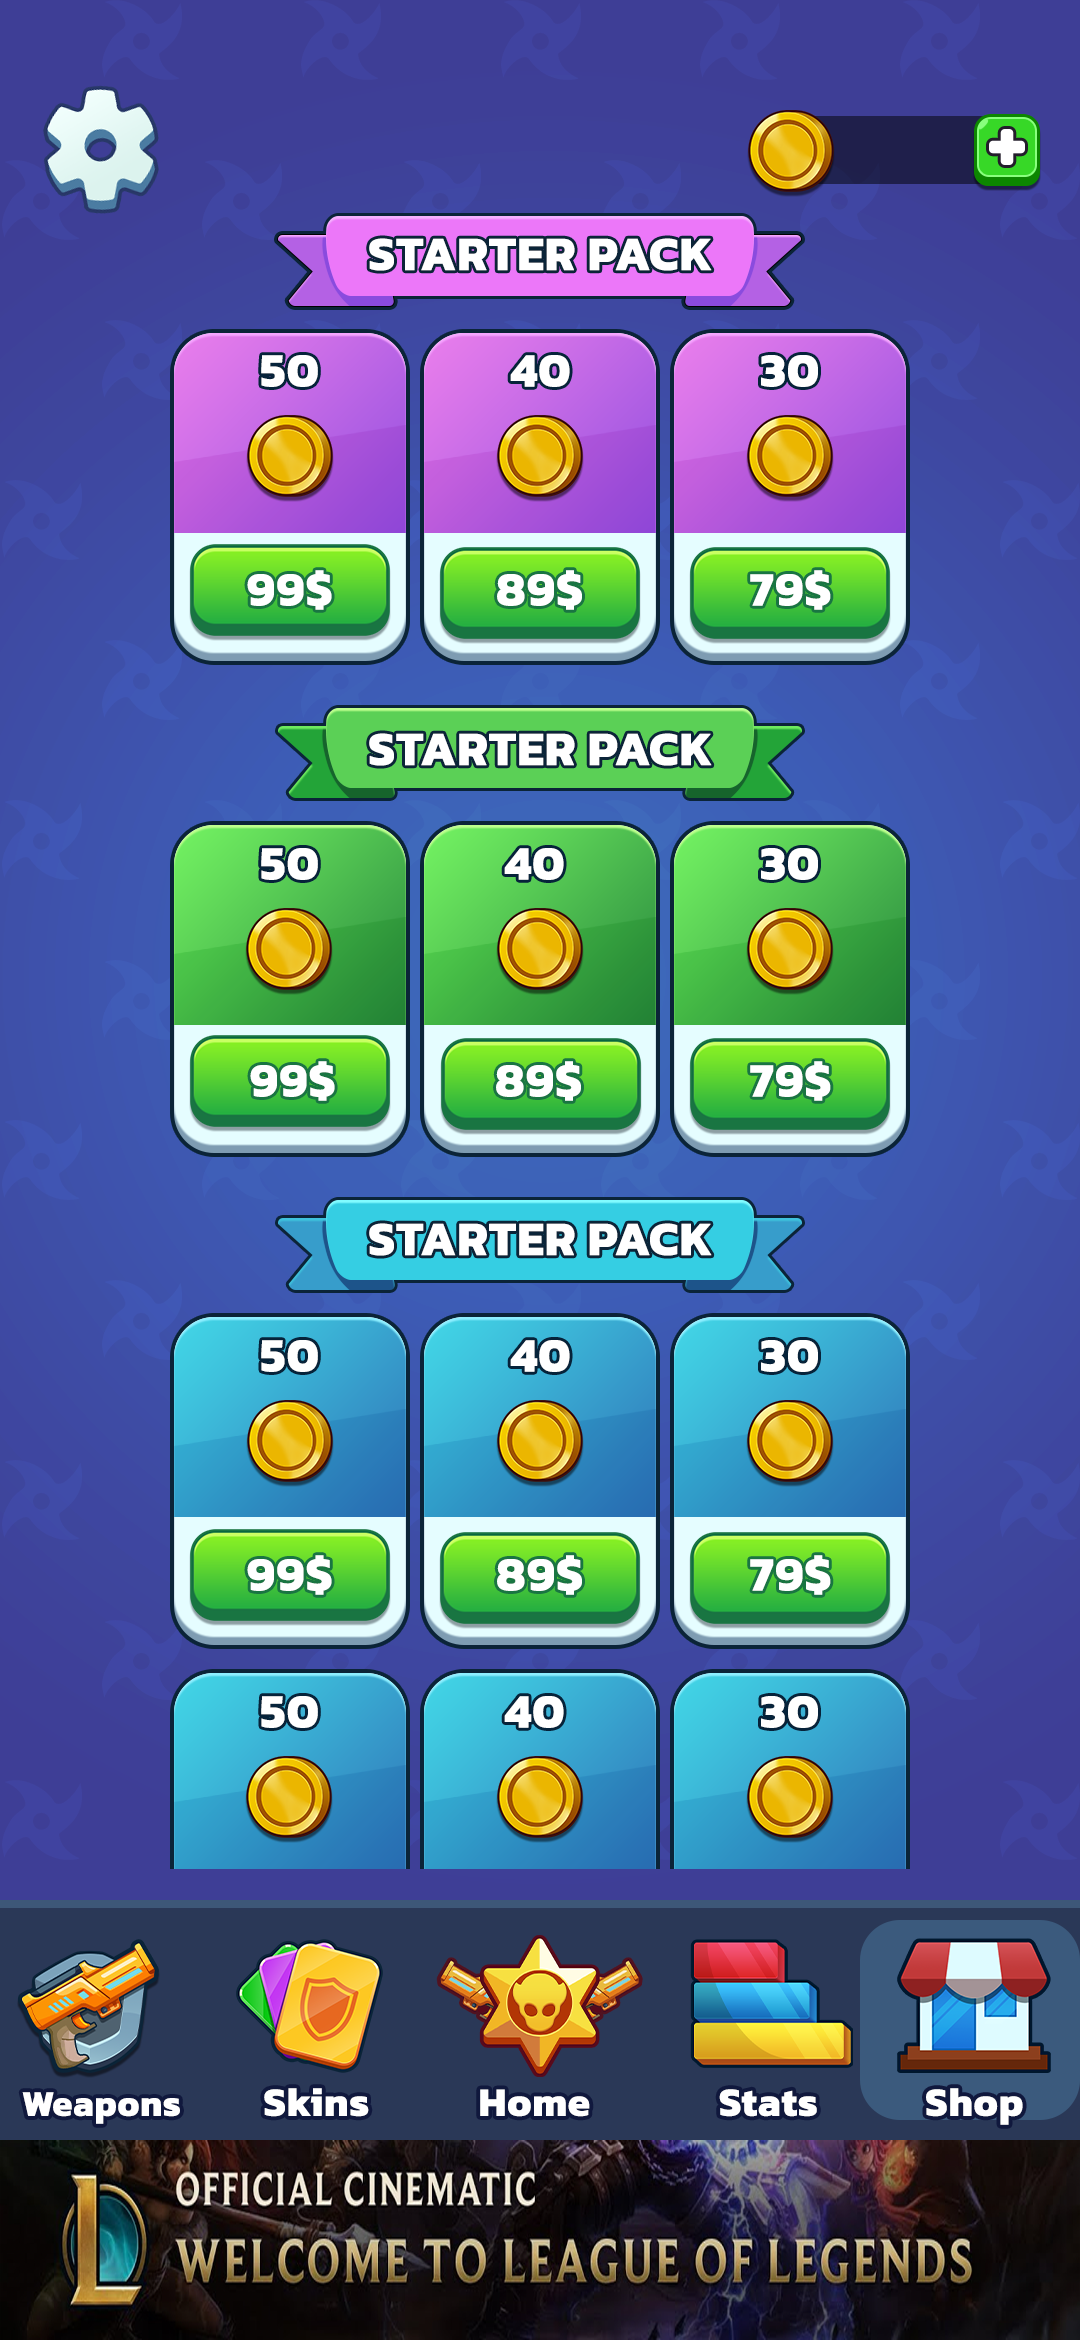 STARTER PACK
50 40 30
99$ 89$ 79$
STARTER PACK
50 40 30
99$ 89$ 79$
STARTER PACK
50 40 30
99$ 89$ 79$
50 40 30
Weapons Skins Home Stats Shop
OFFICIAL CINEMATIC
WELCOME TO LEAGUE OF LEGENDS